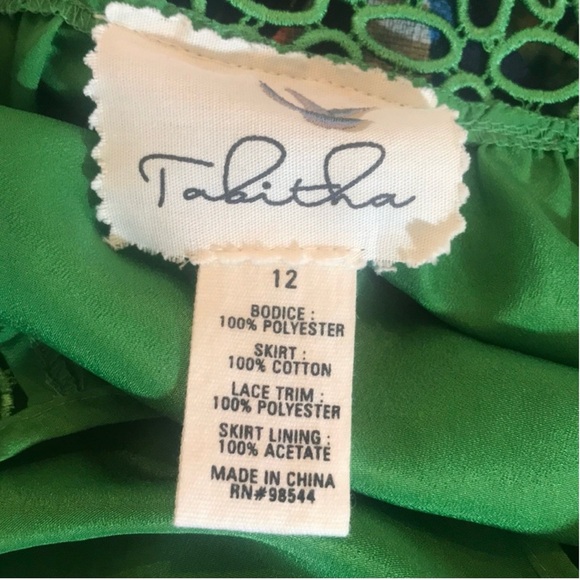 Tabitha
12
BODICE :
100% POLYESTER
SKIRT :
100% COTTON
LACE TRIM :
100% POLYESTER
SKIRT LINING :
100% ACETATE
MADE IN CHINA
RN#98544